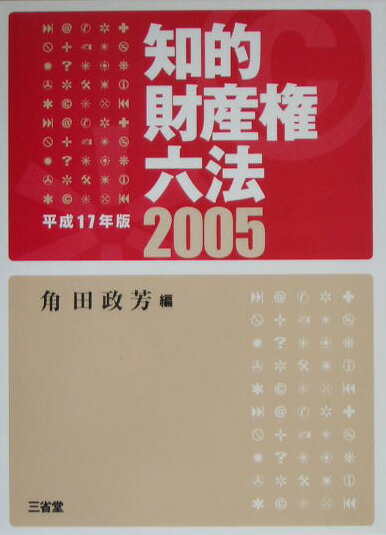 知的
財産権
六法
平成17年版
2005
角田政芳 編
三省堂